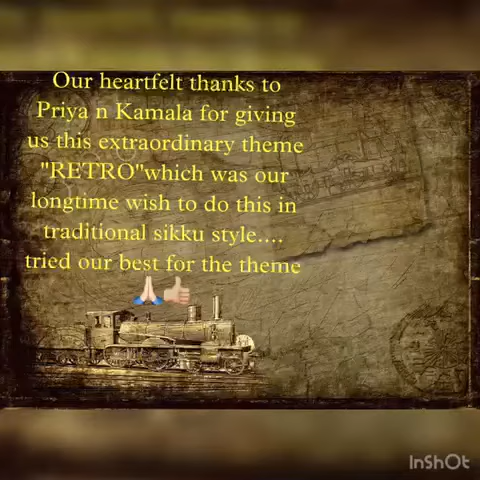 Our heartfelt thanks to
Priya n Kamala for giving
us this extraordinary theme
"RETRO"which was our
longtime wish to do this in
traditional sikku style....
tried our best for the theme
🙏🏻👍🏻
InShOt